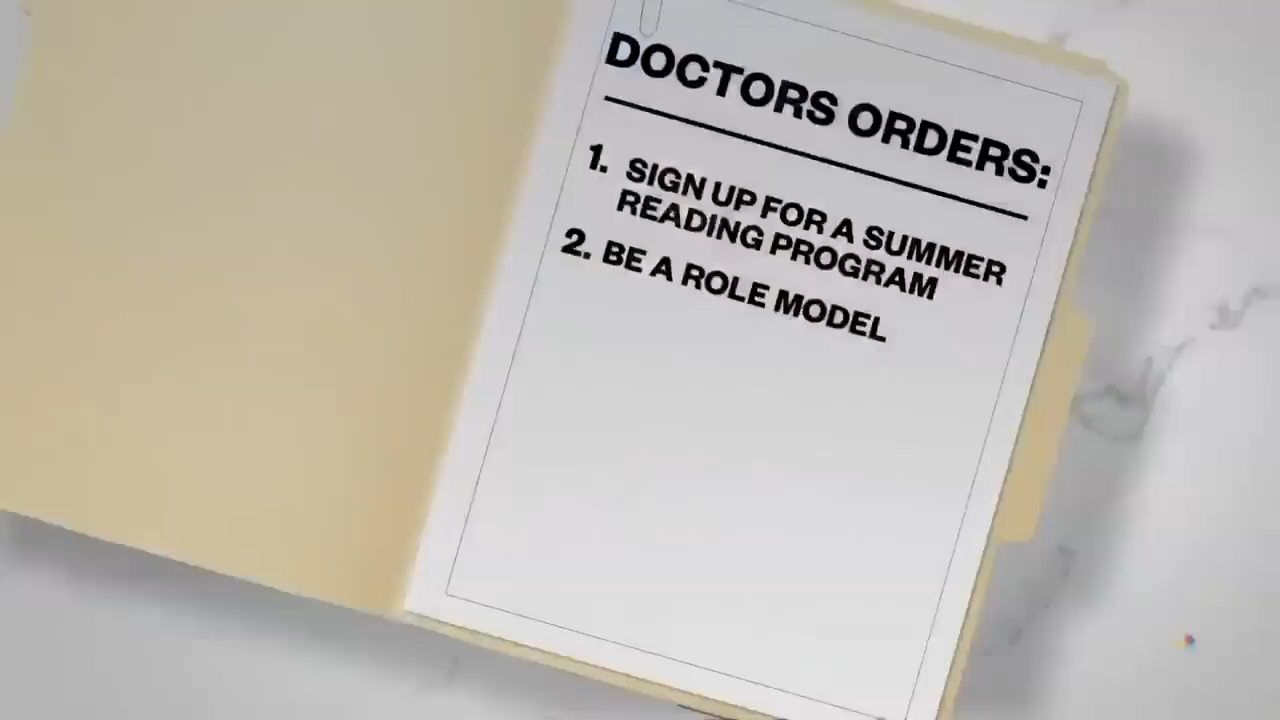 DOCTORS ORDERS:
1. SIGN UP FOR A SUMMER
READING PROGRAM
2. BE A ROLE MODEL